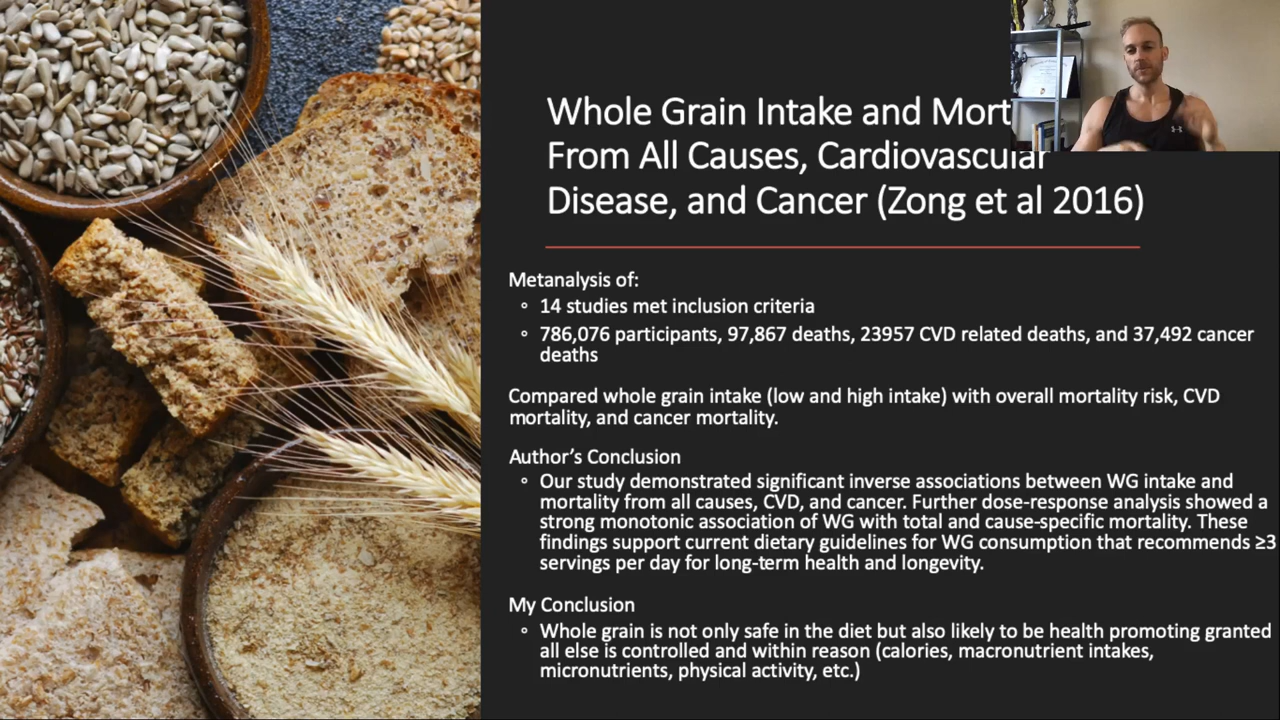 Whole Grain Intake and Mort
From All Causes, Cardiovascular
Disease, and Cancer (Zong et al 2016)
Metanalysis of:
◦ 14 studies met inclusion criteria
◦ 786,076 participants, 97,867 deaths, 23957 CVD related deaths, and 37,492 cancer
deaths
Compared whole grain intake (low and high intake) with overall mortality risk, CVD
mortality, and cancer mortality.
Author’s Conclusion
◦ Our study demonstrated significant inverse associations between WG intake and
mortality from all causes, CVD, and cancer. Further dose-response analysis showed a
strong monotonic association of WG with total and cause-specific mortality. These
findings support current dietary guidelines for WG consumption that recommends ≥3
servings per day for long-term health and longevity.
My Conclusion
◦ Whole grain is not only safe in the diet but also likely to be health promoting granted
all else is controlled and within reason (calories, macronutrient intakes,
micronutrients, physical activity, etc.)